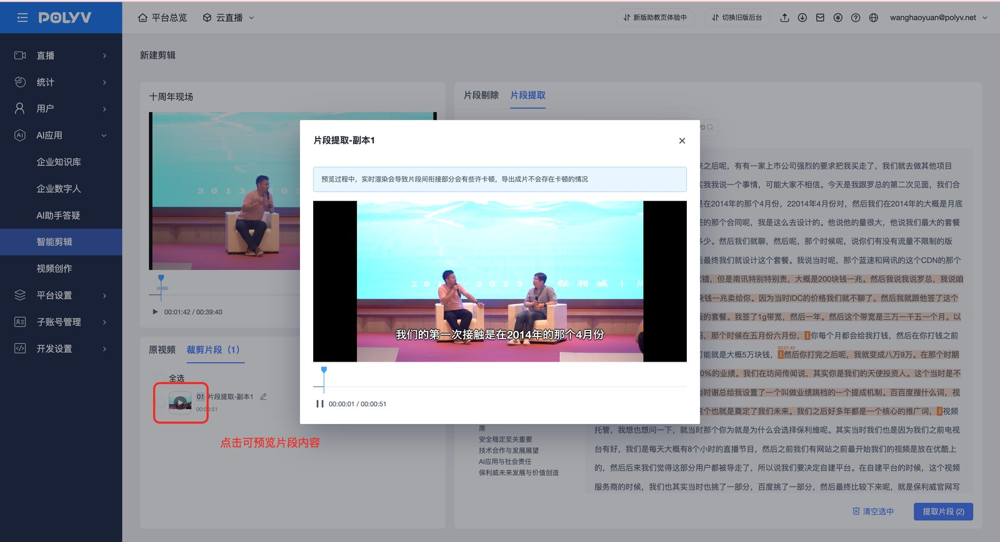 POLYV
平台总览
云直播
新版助教页体验中
切换旧版后台
wanghaoyuan@polyv.net
直播
统计
用户
AI应用
企业知识库
企业数字人
AI助手答疑
智能剪辑
视频创作
平台设置
子账号管理
开发设置
新建剪辑
十周年现场
00:01:42 / 00:39:40
原视频
裁剪片段（1）
全选
01 片段提取-副本1
点击可预览片段内容
片段剔除
片段提取
/0
片段提取-副本1
预览过程中，实时渲染会导致片段间衔接部分会有些许卡顿，导出成片不会存在卡顿的情况
我们的第一次接触是在2014年的那个4月份
00:00:01 / 00:00:51
来之后呢，有有一家上市公司强烈的要求把我买走了，我们就去做其他项目
实我我说一个事情，可能大家不相信。今天是我跟罗总的第二次见面，我们合
是在2014年的那个4月份，22014年4月份对，然后我们在2014年的大概是月底
签的那个合同呢，我是这么去设计的。他说他的量很大，他说我们最大的套餐
多少。然后我们就聊，然后呢，那个时候呢，说你们有没有流量不限制的版
后最终我们就设计这个套餐。我说当时呢，那个蓝速和网讯的这个CDN的那个
错，但是南讯特别特别贵，大概是200块钱一兆。然后我说我说罗总，我说咱
块钱一兆卖给你。因为当时IDC的价格我们就不聊了。然后我就跟他签了这个
的套餐。我签了1g带宽，然后一年。然后这个带宽是三万一千五一个月。以
，那个时候在五月份六月份，你每个月都会给我打钱，然后在你打钱之前
00:01:42
可能就是大概5万块钱，然后你打完之后呢，我就变成八万9万。在那个时期
0%的业绩。我们在坊间传闻说，其实你是我们的天使投资人。这个当时是不
当时谢总给我设置了一个叫做业绩跳档的一个提成机制。百百度搜什么词，视
这个也就是奠定了我们未来。我们之后好多年都是一个核心的推广词，视频
托管，我想也想问一下，就当时那个你为就是为什么会选择保利维呢。其实当时我们也是因为我们之前电视
台有好，我们是每天大概有8个小时的直播节目，然后之前我们有网站之前最开始我们的视频是放在优酷上
的，然后后来我们觉得这部分用户都被导走了，所以说我们要决定自建平台。在自建平台的时候，这个视频
服务商的时候，我们也其实当时也挑了一部分，百度挑了一部分，然后最终比较下来呢，就是保利威官网写
席
安全稳定至关重要
技术合作与发展展望
AI应用与社会责任
保利威未来发展与价值创造
清空选中
提取片段 (2)